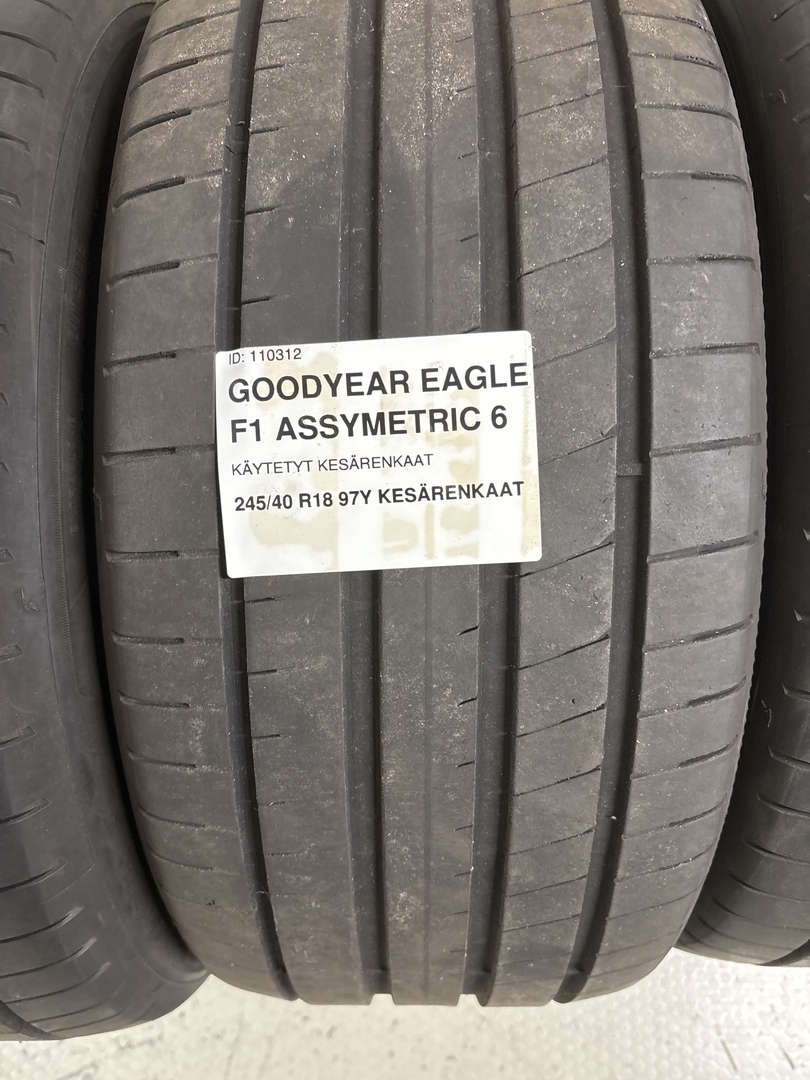 ID: 110312
GOODYEAR EAGLE
F1 ASSYMETRIC 6
KÄYTETYT KESÄRENKAAT
245/40 R18 97Y KESÄRENKAAT